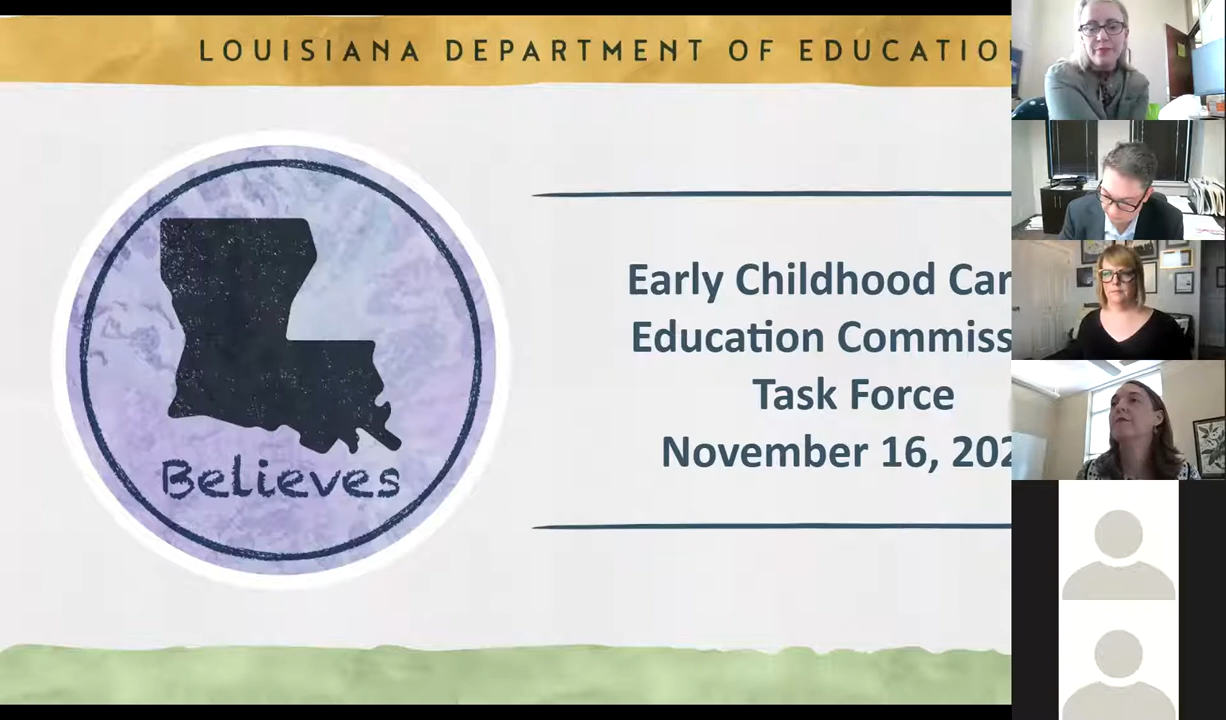 LOUISIANA DEPARTMENT OF EDUCATIO
Believes
Early Childhood Car
Education Commiss
Task Force
November 16, 202